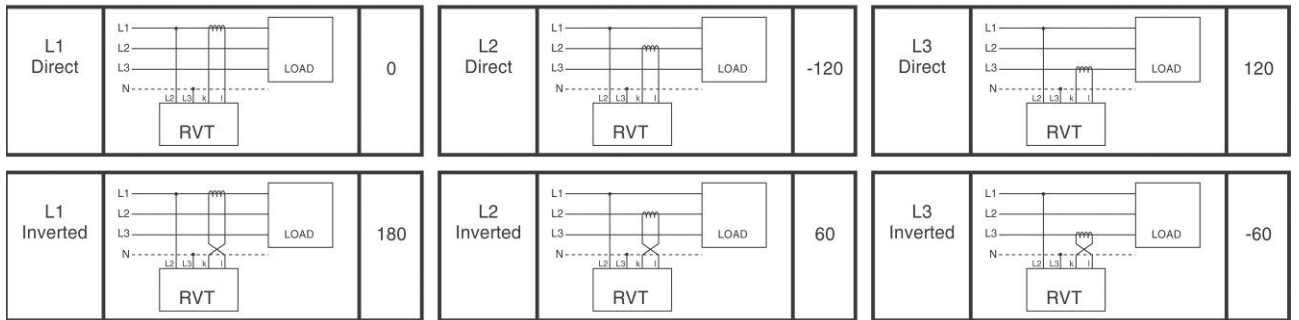 L1
Direct
L1
L2
L3
N
LOAD
L2 L3 k l
RVT
0
L2
Direct
L1
L2
L3
N
LOAD
L2 L3 k l
RVT
-120
L3
Direct
L1
L2
L3
N
LOAD
L2 L3 k l
RVT
120
L1
Inverted
L1
L2
L3
N
LOAD
L2 L3 k l
RVT
180
L2
Inverted
L1
L2
L3
N
LOAD
L2 L3 k l
RVT
60
L3
Inverted
L1
L2
L3
N
LOAD
L2 L3 k l
RVT
-60